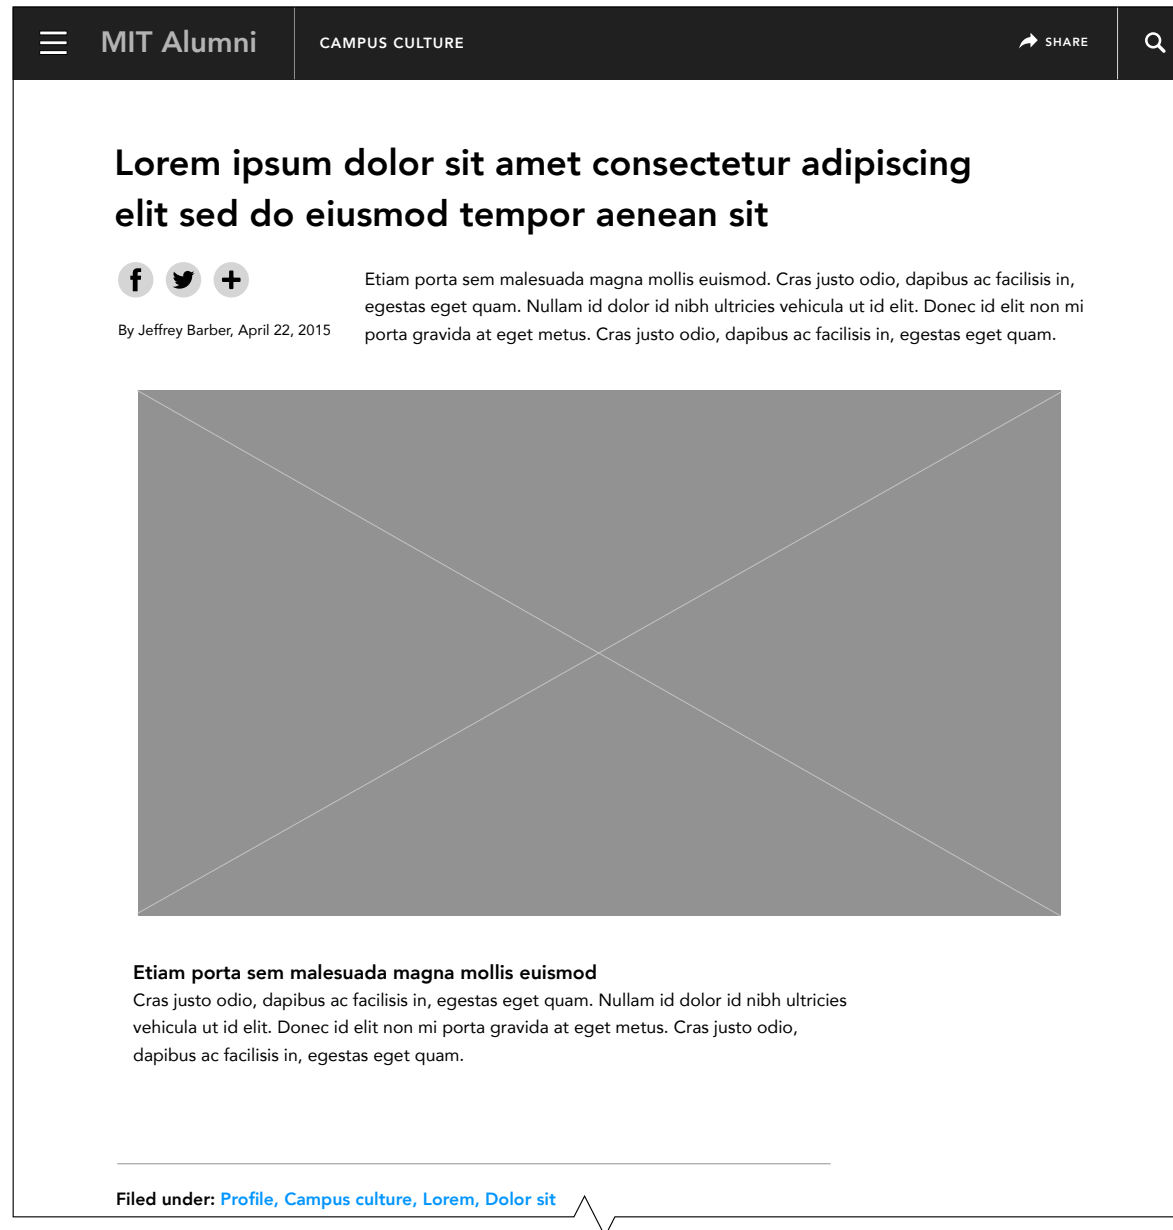 MIT Alumni
CAMPUS CULTURE
SHARE
Lorem ipsum dolor sit amet consectetur adipiscing
elit sed do eiusmod tempor aenean sit
By Jeffrey Barber, April 22, 2015
Etiam porta sem malesuada magna mollis euismod. Cras justo odio, dapibus ac facilisis in,
egestas eget quam. Nullam id dolor id nibh ultricies vehicula ut id elit. Donec id elit non mi
porta gravida at eget metus. Cras justo odio, dapibus ac facilisis in, egestas eget quam.
Etiam porta sem malesuada magna mollis euismod
Cras justo odio, dapibus ac facilisis in, egestas eget quam. Nullam id dolor id nibh ultricies
vehicula ut id elit. Donec id elit non mi porta gravida at eget metus. Cras justo odio,
dapibus ac facilisis in, egestas eget quam.
Filed under: Profile, Campus culture, Lorem, Dolor sit